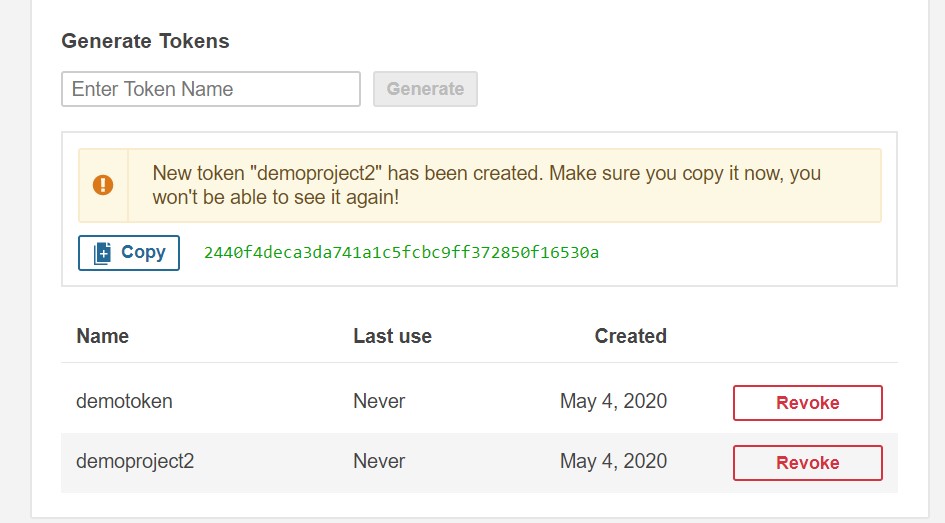 Generate Tokens
Enter Token Name
Generate
New token "demoproject2" has been created. Make sure you copy it now, you
won't be able to see it again!
Copy 2440f4deca3da741a1c5fcbc9ff372850f16530a
Name Last use Created
demotoken Never May 4, 2020 Revoke
demoproject2 Never May 4, 2020 Revoke